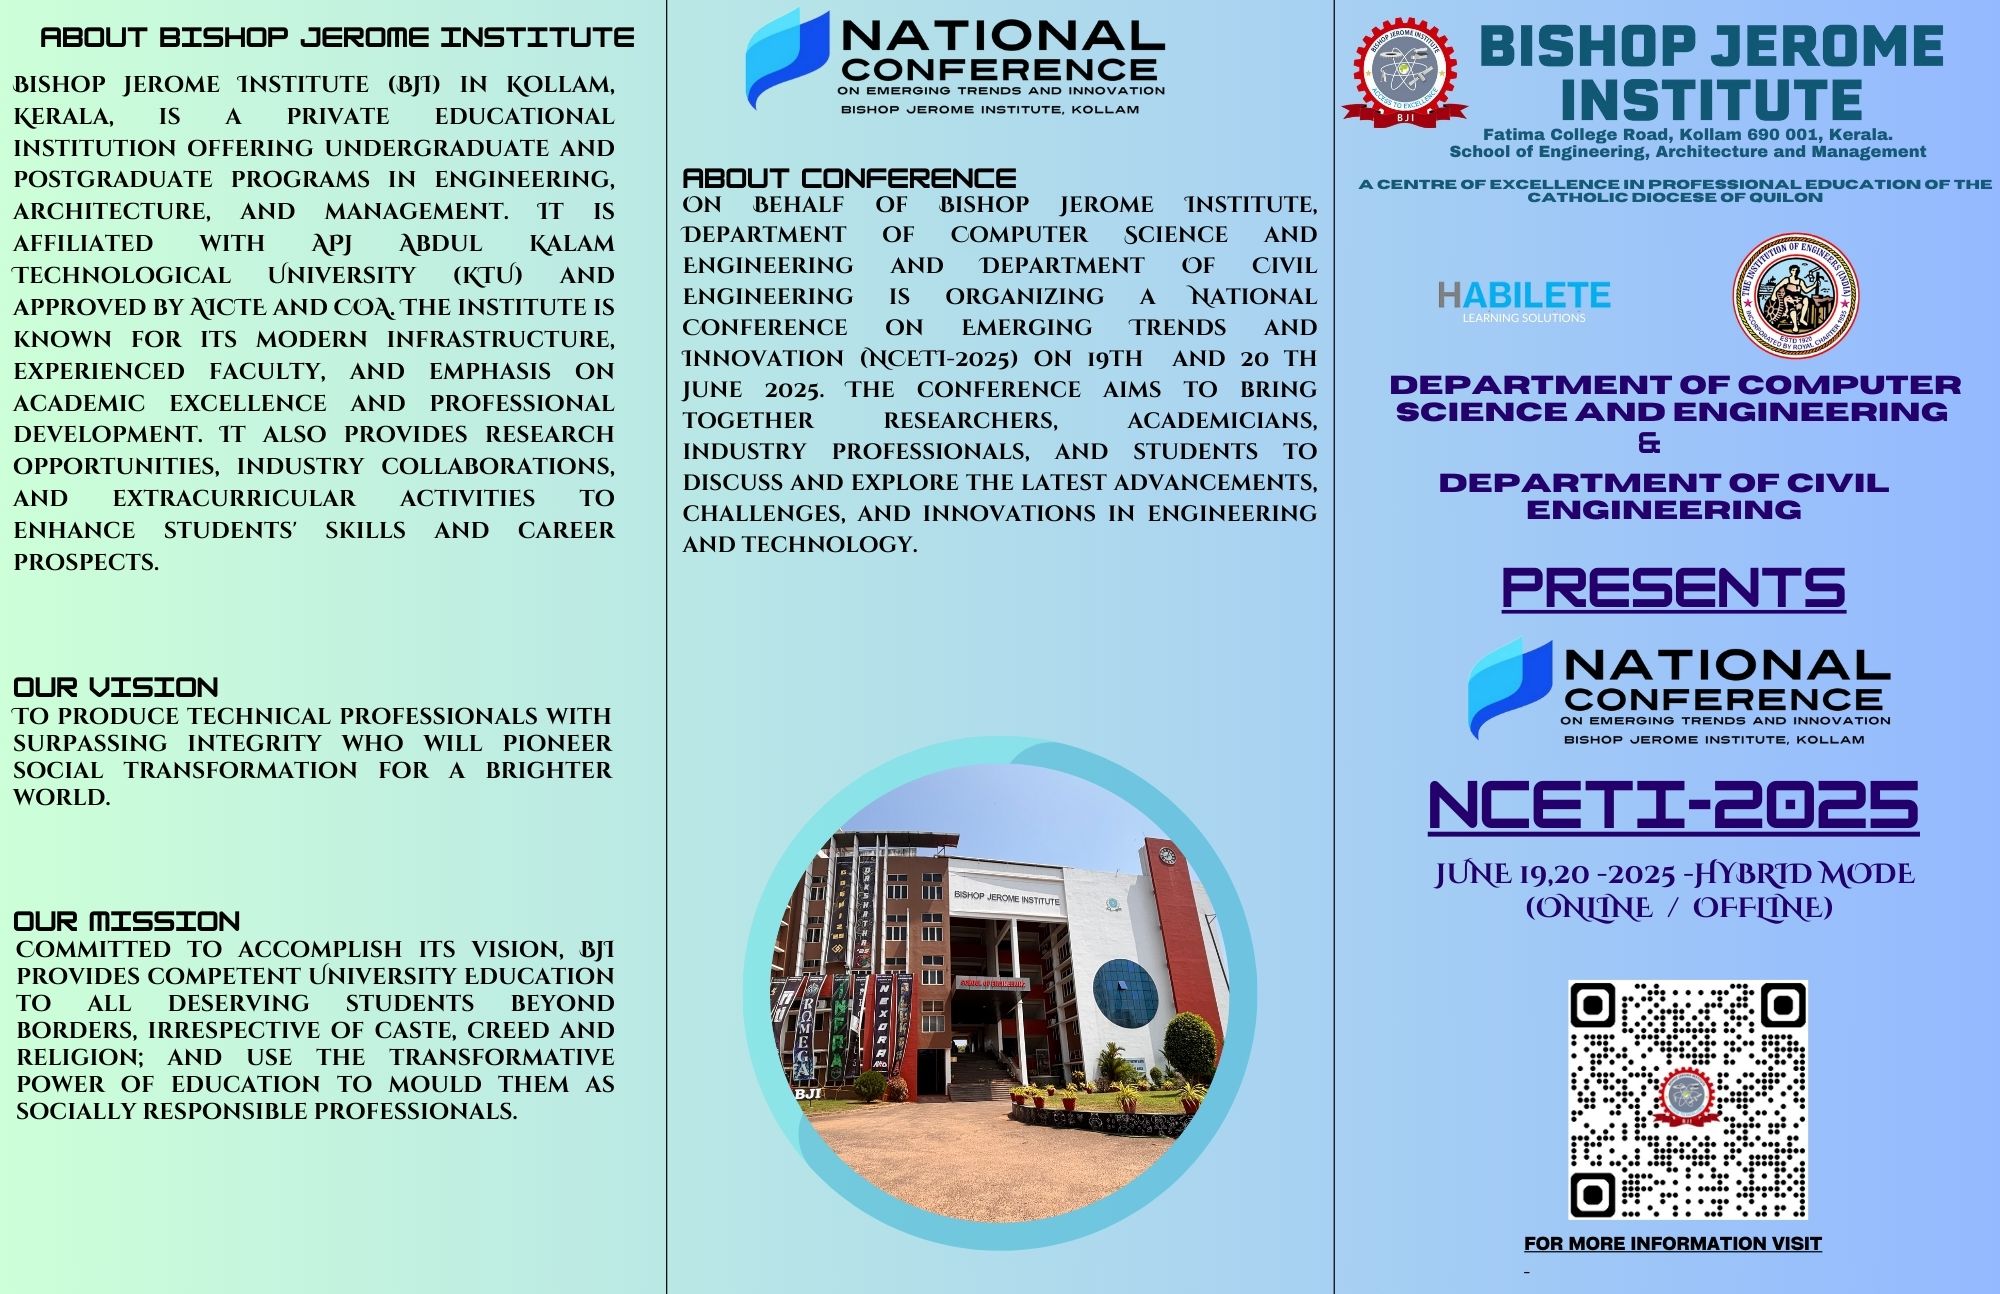 ABOUT BISHOP JEROME INSTITUTE
BISHOP JEROME INSTITUTE (BJI) IN KOLLAM,
KERALA, IS A PRIVATE EDUCATIONAL
INSTITUTION OFFERING UNDERGRADUATE AND
POSTGRADUATE PROGRAMS IN ENGINEERING,
ARCHITECTURE, AND MANAGEMENT. IT IS
AFFILIATED WITH APJ ABDUL KALAM
TECHNOLOGICAL UNIVERSITY (KTU) AND
APPROVED BY AICTE AND COA. THE INSTITUTE IS
KNOWN FOR ITS MODERN INFRASTRUCTURE,
EXPERIENCED FACULTY, AND EMPHASIS ON
ACADEMIC EXCELLENCE AND PROFESSIONAL
DEVELOPMENT. IT ALSO PROVIDES RESEARCH
OPPORTUNITIES, INDUSTRY COLLABORATIONS,
AND EXTRACURRICULAR ACTIVITIES TO
ENHANCE STUDENTS' SKILLS AND CAREER
PROSPECTS.
OUR VISION
TO PRODUCE TECHNICAL PROFESSIONALS WITH
SURPASSING INTEGRITY WHO WILL PIONEER
SOCIAL TRANSFORMATION FOR A BRIGHTER
WORLD.
OUR MISSION
COMMITTED TO ACCOMPLISH ITS VISION, BJI
PROVIDES COMPETENT UNIVERSITY EDUCATION
TO ALL DESERVING STUDENTS BEYOND
BORDERS, IRRESPECTIVE OF CASTE, CREED AND
RELIGION; AND USE THE TRANSFORMATIVE
POWER OF EDUCATION TO MOULD THEM AS
SOCIALLY RESPONSIBLE PROFESSIONALS.
NATIONAL
CONFERENCE
ON EMERGING TRENDS AND INNOVATION
BISHOP JEROME INSTITUTE, KOLLAM
ABOUT CONFERENCE
ON BEHALF OF BISHOP JEROME INSTITUTE,
DEPARTMENT OF COMPUTER SCIENCE AND
ENGINEERING AND DEPARTMENT OF CIVIL
ENGINEERING IS ORGANIZING A NATIONAL
CONFERENCE ON EMERGING TRENDS AND
INNOVATION (NCETI-2025) ON 19TH AND 20 TH
JUNE 2025. THE CONFERENCE AIMS TO BRING
TOGETHER RESEARCHERS, ACADEMICIANS,
INDUSTRY PROFESSIONALS, AND STUDENTS TO
DISCUSS AND EXPLORE THE LATEST ADVANCEMENTS,
CHALLENGES, AND INNOVATIONS IN ENGINEERING
AND TECHNOLOGY.
BISHOP JEROME INSTITUTE
SCHOOL OF ENGINEERING
ROMEGA
INFRA
NEXORA
BJI
BISHOP JEROME INSTITUTE
ACCESS TO EXCELLENCE
BJI
BISHOP JEROME
INSTITUTE
Fatima College Road, Kollam 690 001, Kerala.
School of Engineering, Architecture and Management
A CENTRE OF EXCELLENCE IN PROFESSIONAL EDUCATION OF THE
CATHOLIC DIOCESE OF QUILON
HABILETE
LEARNING SOLUTIONS
THE INSTITUTION OF ENGINEERS (INDIA)
ESTD 1920
INCORPORATED BY ROYAL CHARTER 1935
DEPARTMENT OF COMPUTER
SCIENCE AND ENGINEERING
&
DEPARTMENT OF CIVIL
ENGINEERING
PRESENTS
NATIONAL
CONFERENCE
ON EMERGING TRENDS AND INNOVATION
BISHOP JEROME INSTITUTE, KOLLAM
NCETI-2025
JUNE 19,20 -2025 -HYBRID MODE
(ONLINE / OFFLINE)
BJI
FOR MORE INFORMATION VISIT
-